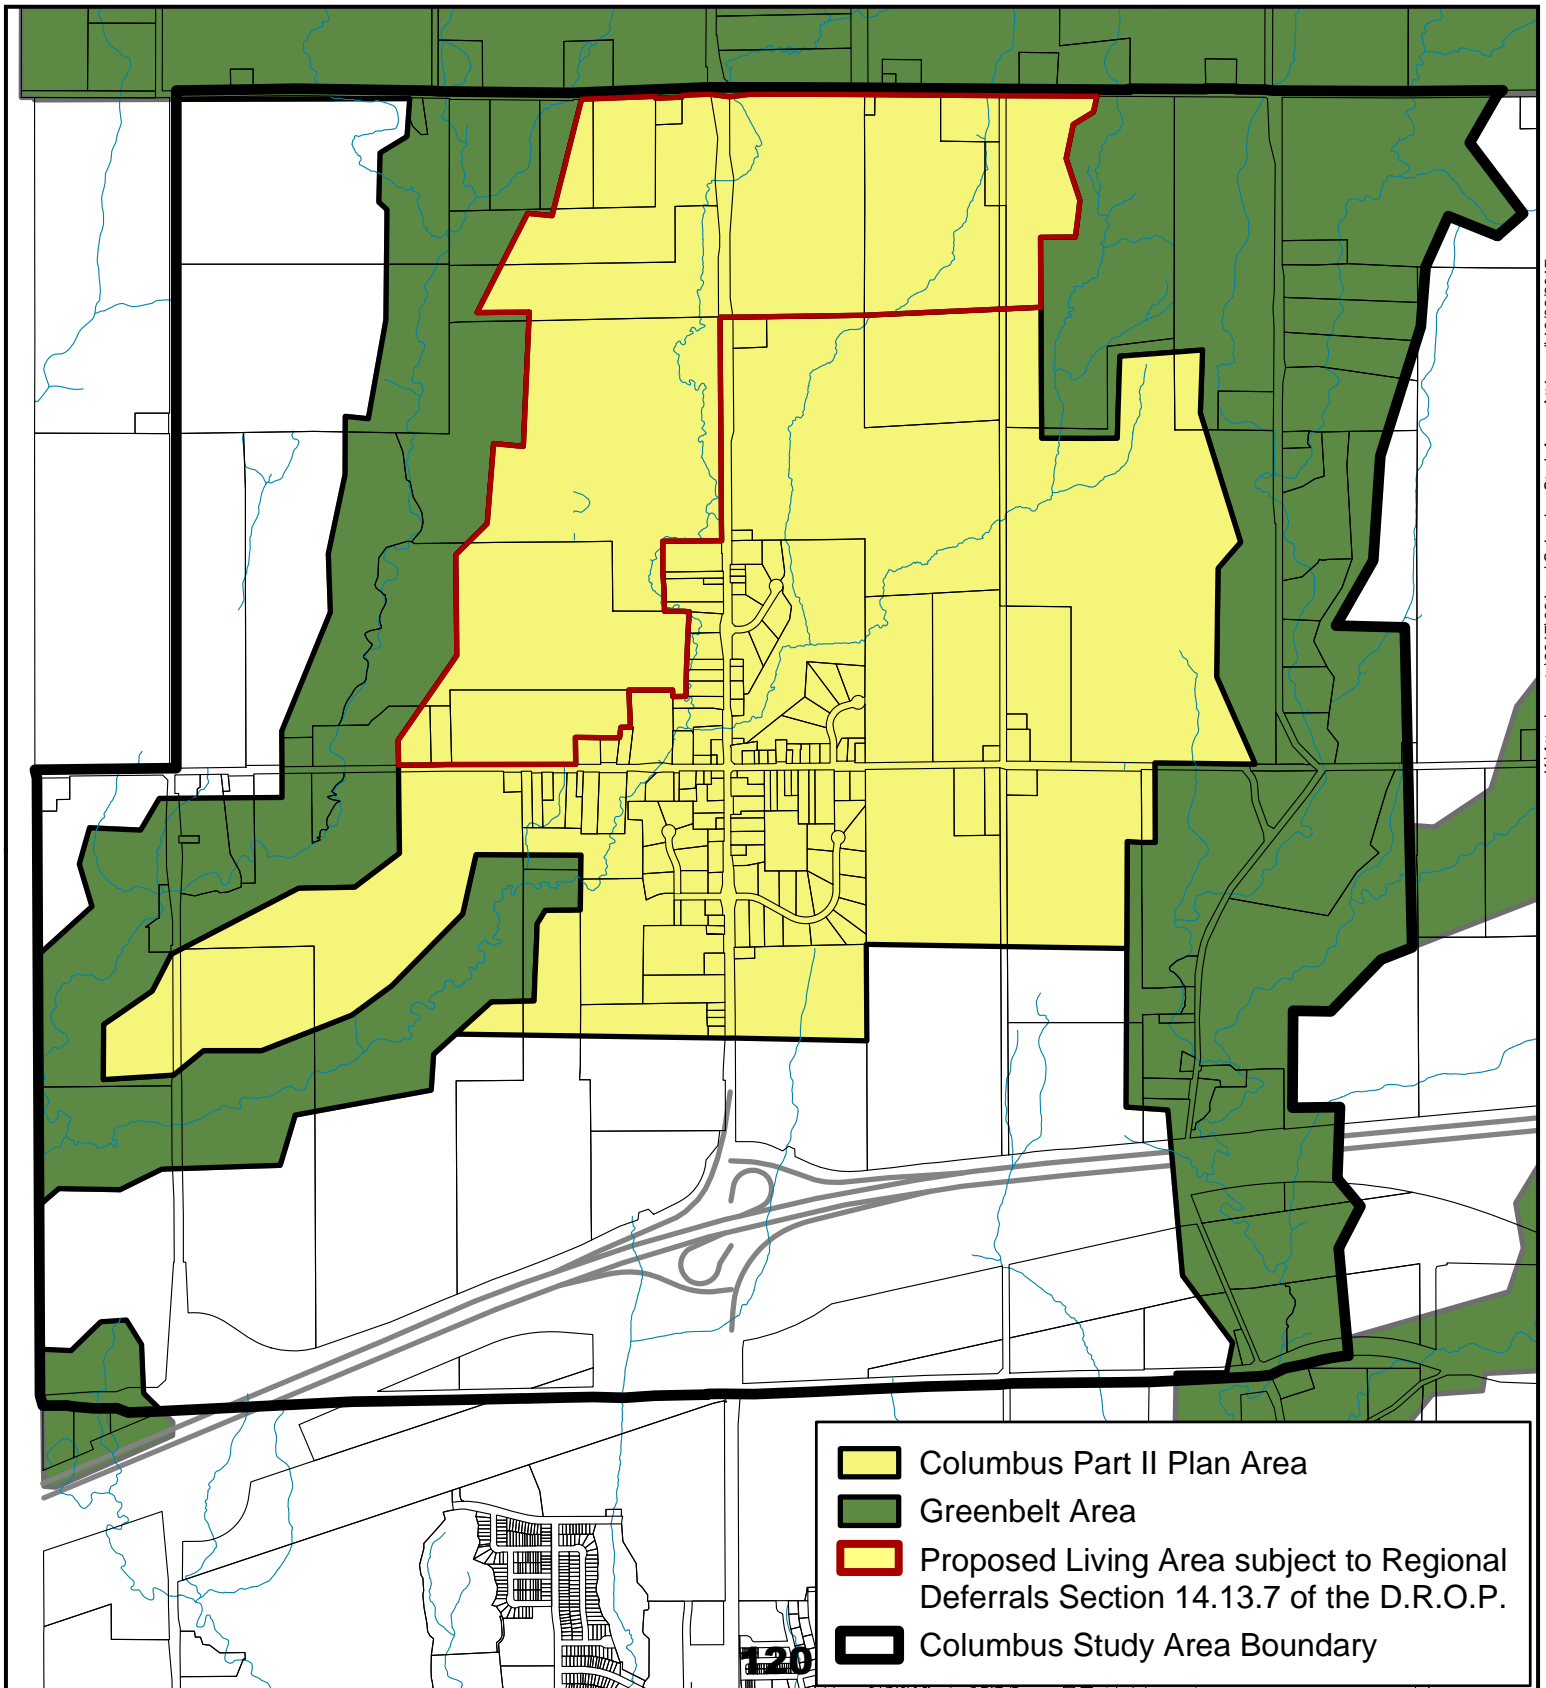 Columbus Part II Plan Area
Greenbelt Area
Proposed Living Area subject to Regional
Deferrals Section 14.13.7 of the D.R.O.P.
Columbus Study Area Boundary
120